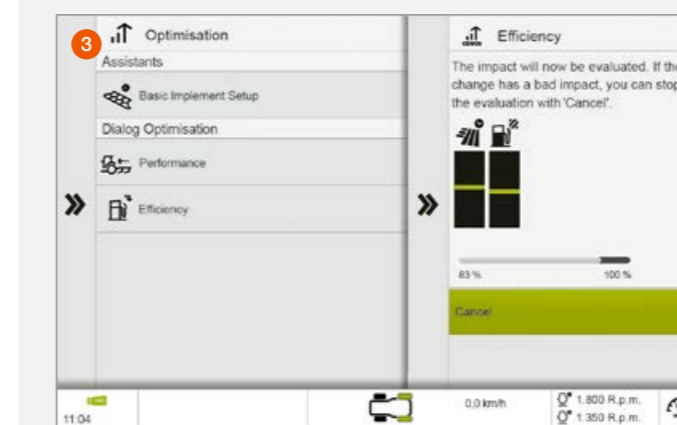 3
Optimisation
Assistants
Basic Implement Setup
Dialog Optimisation
Performance
Efficiency
Efficiency
The impact will now be evaluated. If the
change has a bad impact, you can stop
the evaluation with 'Cancel'.
83 % 100 %
Cancel
11:04
0,0 km/h
1.800 R.p.m.
1.350 R.p.m.